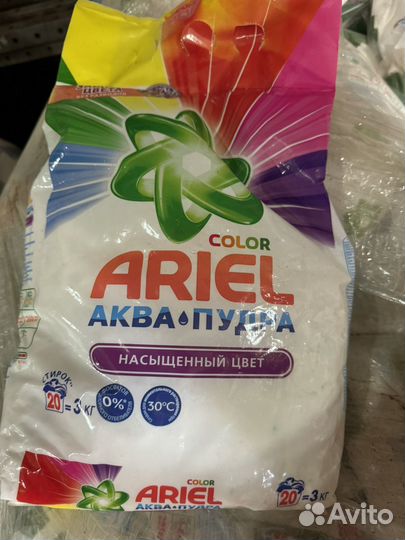 COLOR
ARIEL
АКВА ПУДРА
НАСЫЩЕННЫЙ ЦВЕТ
СТИРОК
20 = 3 КГ
0%
30°C
COLOR
ARIEL
АКВА ПУДРА
20 = 3 КГ
Avito